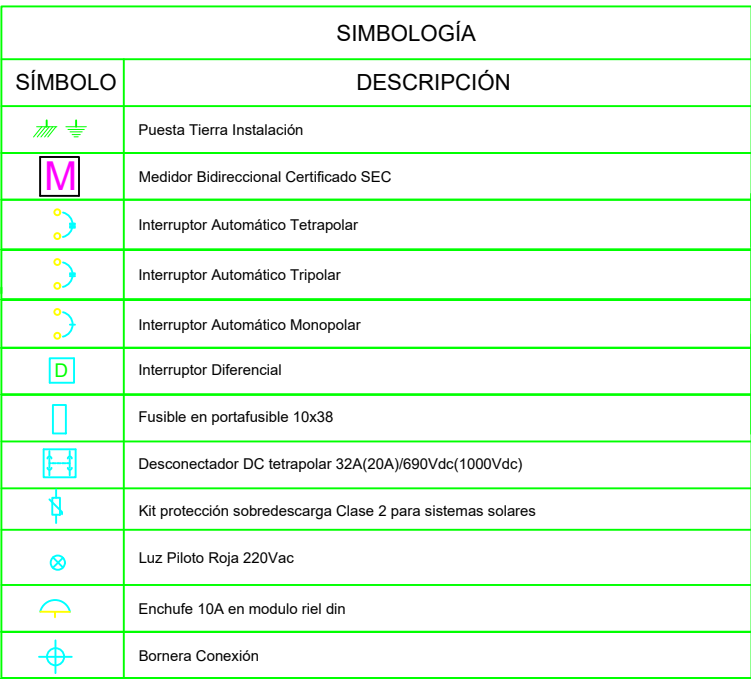 SIMBOLOGÍA
SÍMBOLO DESCRIPCIÓN
Puesta Tierra Instalación
M Medidor Bidireccional Certificado SEC
Interruptor Automático Tetrapolar
Interruptor Automático Tripolar
Interruptor Automático Monopolar
D Interruptor Diferencial
Fusible en portafusible 10x38
Desconectador DC tetrapolar 32A(20A)/690Vdc(1000Vdc)
Kit protección sobredescarga Clase 2 para sistemas solares
Luz Piloto Roja 220Vac
Enchufe 10A en modulo riel din
Bornera Conexión